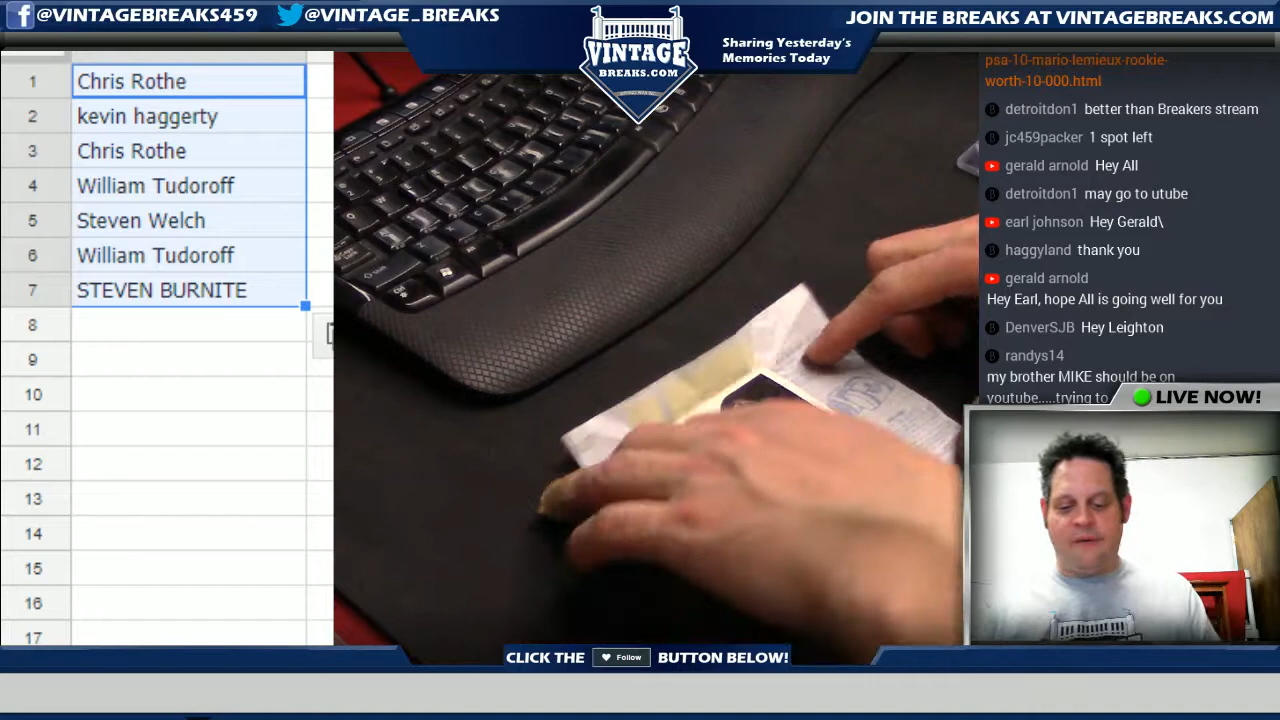 @VINTAGEBREAKS459
@VINTAGE_BREAKS
VINTAGE
BREAKS.COM
Sharing Yesterday's
Memories Today
JOIN THE BREAKS AT VINTAGEBREAKS.COM
1 Chris Rothe
2 kevin haggerty
3 Chris Rothe
4 William Tudoroff
5 Steven Welch
6 William Tudoroff
7 STEVEN BURNITE
8
9
10
11
12
13
14
15
16
17
psa-10-mario-lemieux-rookie-
worth-10-000.html
detroitdon1 better than Breakers stream
jc459packer 1 spot left
gerald arnold Hey All
detroitdon1 may go to utube
earl johnson Hey Gerald\
haggyland thank you
gerald arnold
Hey Earl, hope All is going well for you
DenverSJB Hey Leighton
randys14
my brother MIKE should be on
youtube.....trying to
LIVE NOW!
CLICK THE Follow BUTTON BELOW!